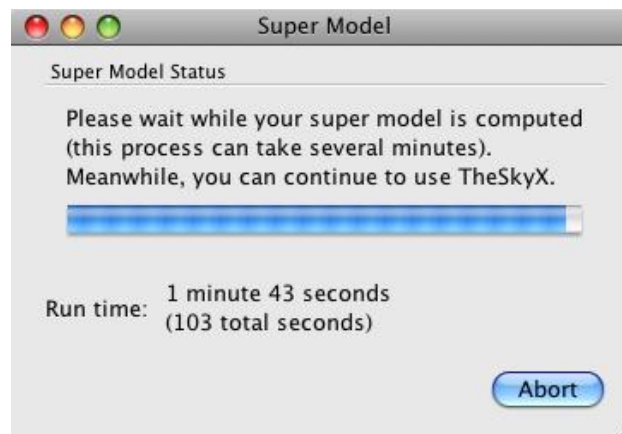 Super Model
Super Model Status
Please wait while your super model is computed
(this process can take several minutes).
Meanwhile, you can continue to use TheSkyX.
Run time: 1 minute 43 seconds
(103 total seconds)
Abort